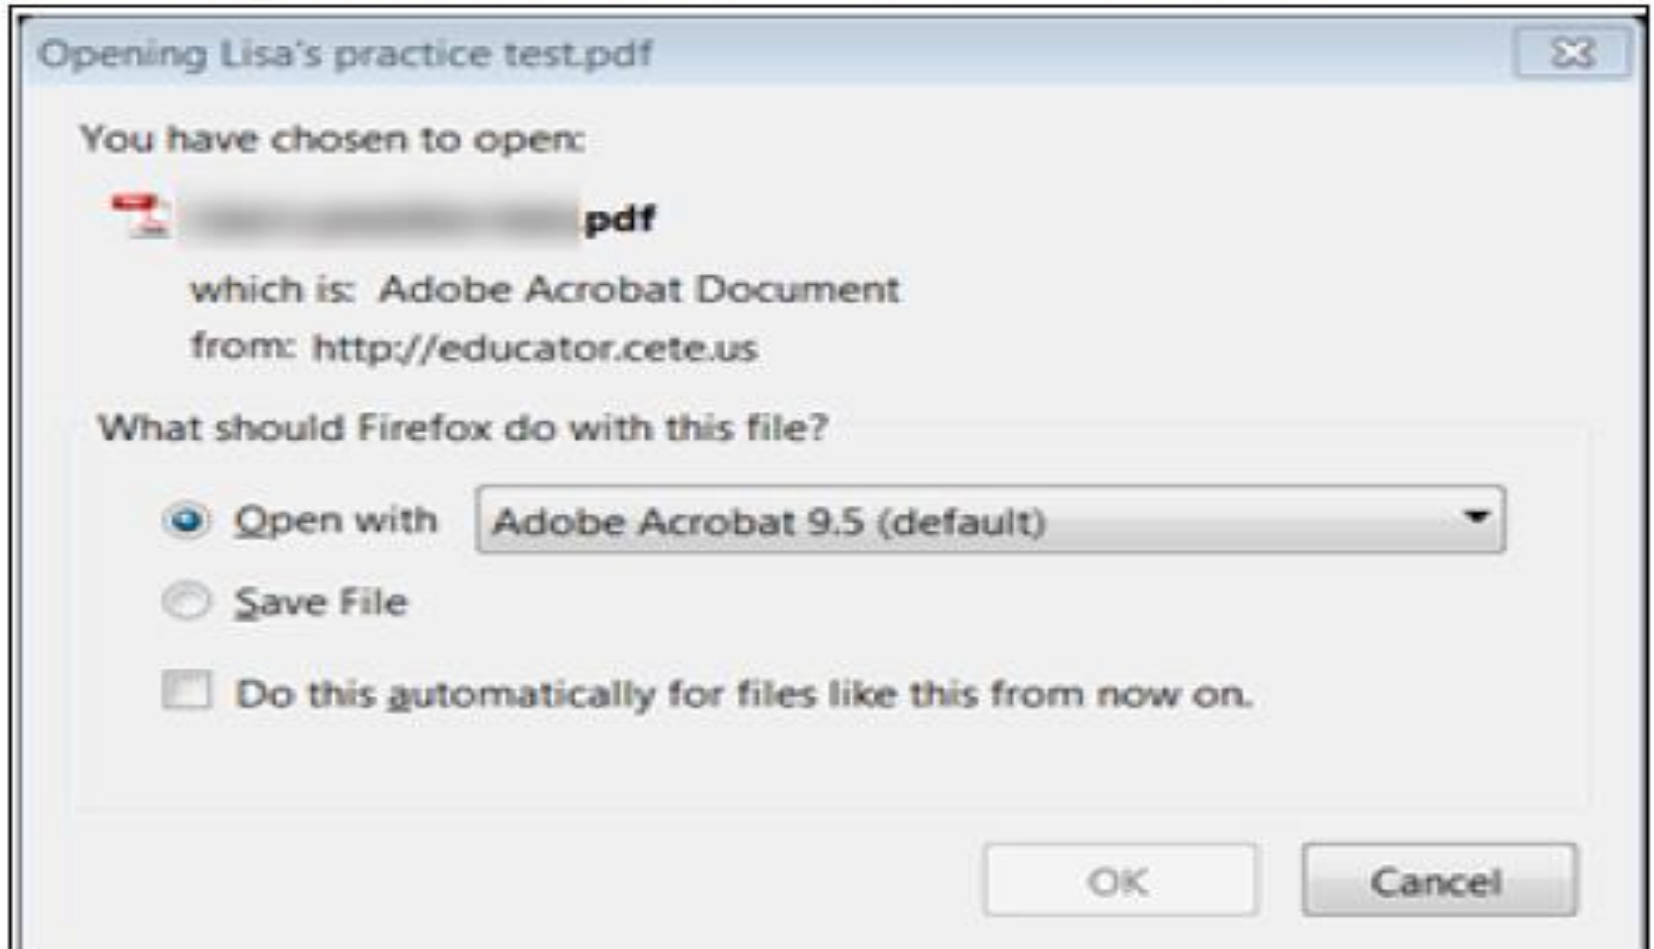 Opening Lisa's practice test.pdf
You have chosen to open:
.pdf
which is: Adobe Acrobat Document
from: http://educator.cete.us
What should Firefox do with this file?
Open with Adobe Acrobat 9.5 (default)
Save File
Do this automatically for files like this from now on.
OK Cancel